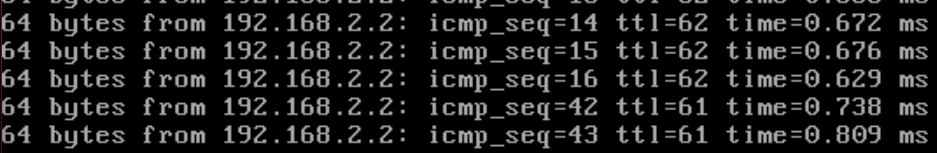 64 bytes from 192.168.2.2: icmp_seq=14 ttl=62 time=0.672 ms
64 bytes from 192.168.2.2: icmp_seq=15 ttl=62 time=0.676 ms
64 bytes from 192.168.2.2: icmp_seq=16 ttl=62 time=0.629 ms
64 bytes from 192.168.2.2: icmp_seq=42 ttl=61 time=0.738 ms
64 bytes from 192.168.2.2: icmp_seq=43 ttl=61 time=0.809 ms